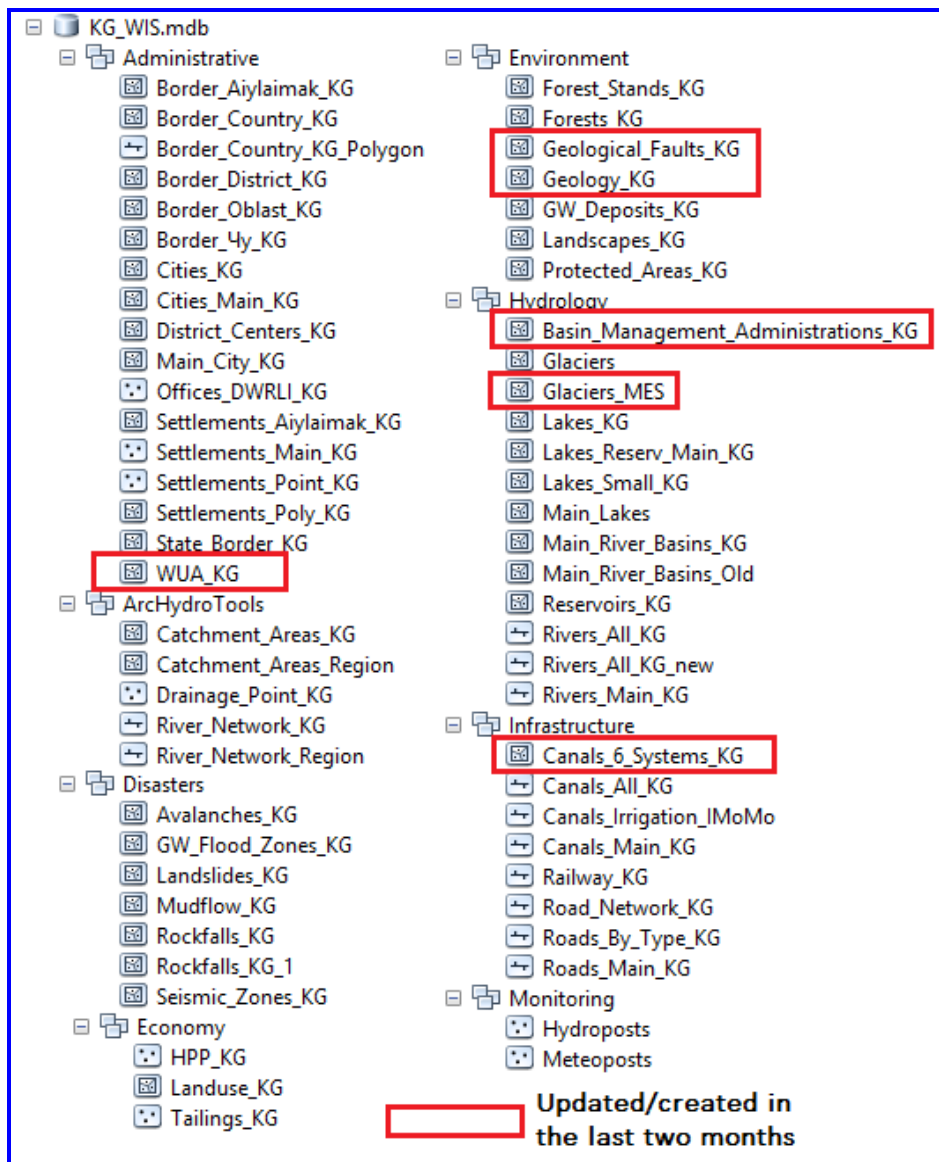 KG_WIS.mdb
Administrative
Border_Aiylaimak_KG
Border_Country_KG
Border_Country_KG_Polygon
Border_District_KG
Border_Oblast_KG
Border_Чу_KG
Cities_KG
Cities_Main_KG
District_Centers_KG
Main_City_KG
Offices_DWRLI_KG
Settlements_Aiylaimak_KG
Settlements_Main_KG
Settlements_Point_KG
Settlements_Poly_KG
State_Border_KG
WUA_KG
ArcHydroTools
Catchment_Areas_KG
Catchment_Areas_Region
Drainage_Point_KG
River_Network_KG
River_Network_Region
Disasters
Avalanches_KG
GW_Flood_Zones_KG
Landslides_KG
Mudflow_KG
Rockfalls_KG
Rockfalls_KG_1
Seismic_Zones_KG
Economy
HPP_KG
Landuse_KG
Tailings_KG
Environment
Forest_Stands_KG
Forests_KG
Geological_Faults_KG
Geology_KG
GW_Deposits_KG
Landscapes_KG
Protected_Areas_KG
Hydrology
Basin_Management_Administrations_KG
Glaciers
Glaciers_MES
Lakes_KG
Lakes_Reserv_Main_KG
Lakes_Small_KG
Main_Lakes
Main_River_Basins_KG
Main_River_Basins_Old
Reservoirs_KG
Rivers_All_KG
Rivers_All_KG_new
Rivers_Main_KG
Infrastructure
Canals_6_Systems_KG
Canals_All_KG
Canals_Irrigation_IMoMo
Canals_Main_KG
Railway_KG
Road_Network_KG
Roads_By_Type_KG
Roads_Main_KG
Monitoring
Hydroposts
Meteoposts
Updated/created in
the last two months